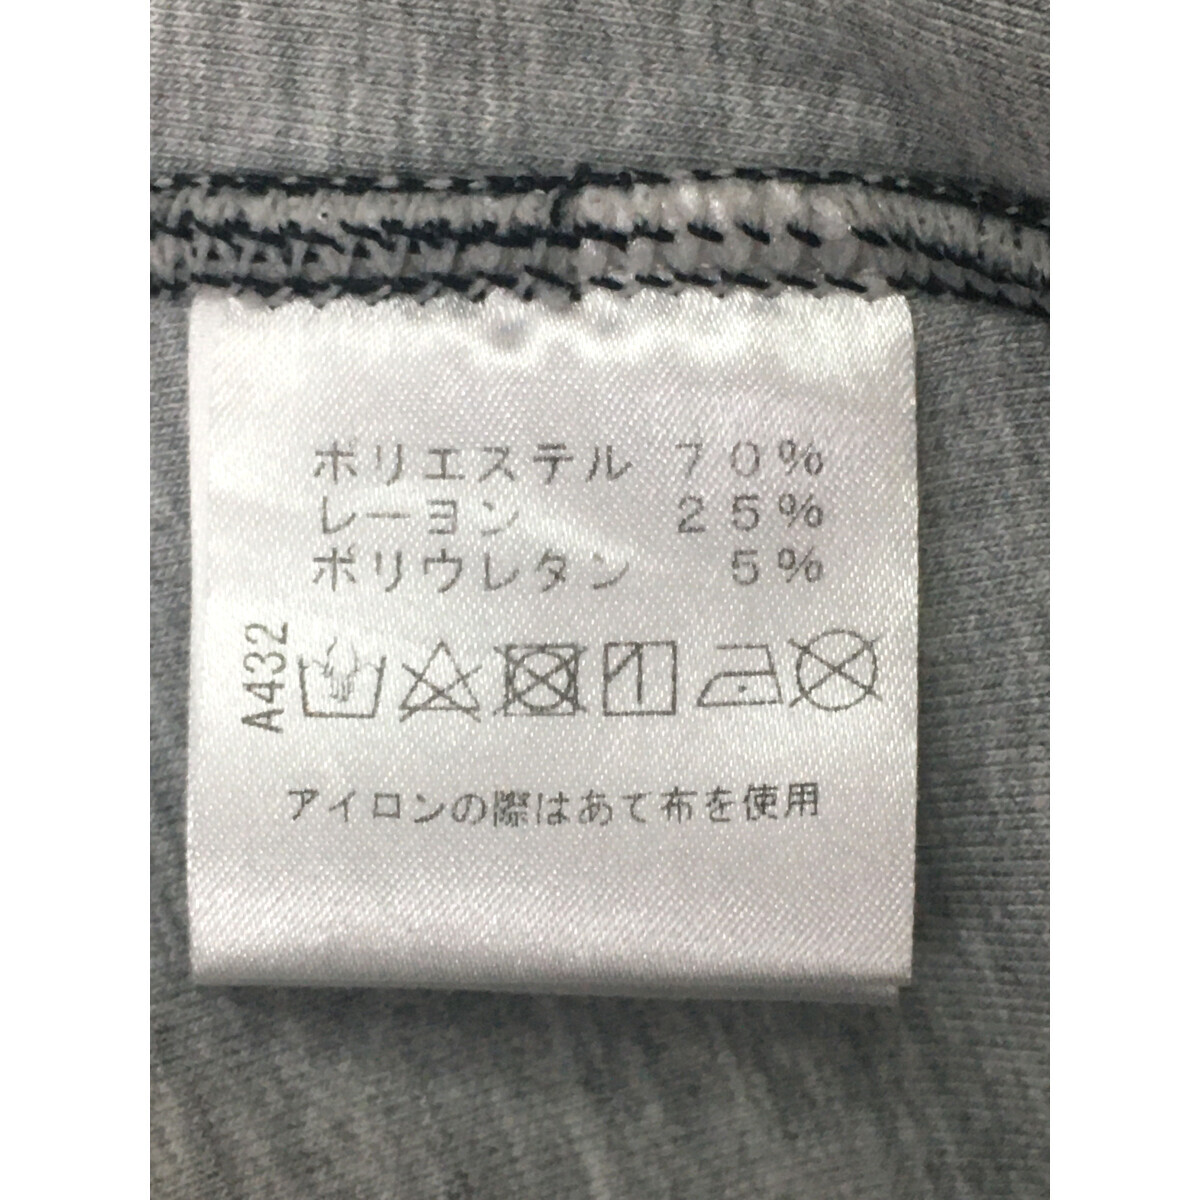 ポリエステル 70%
レーヨン 25%
ポリウレタン 5%
A432
アイロンの際はあて布を使用